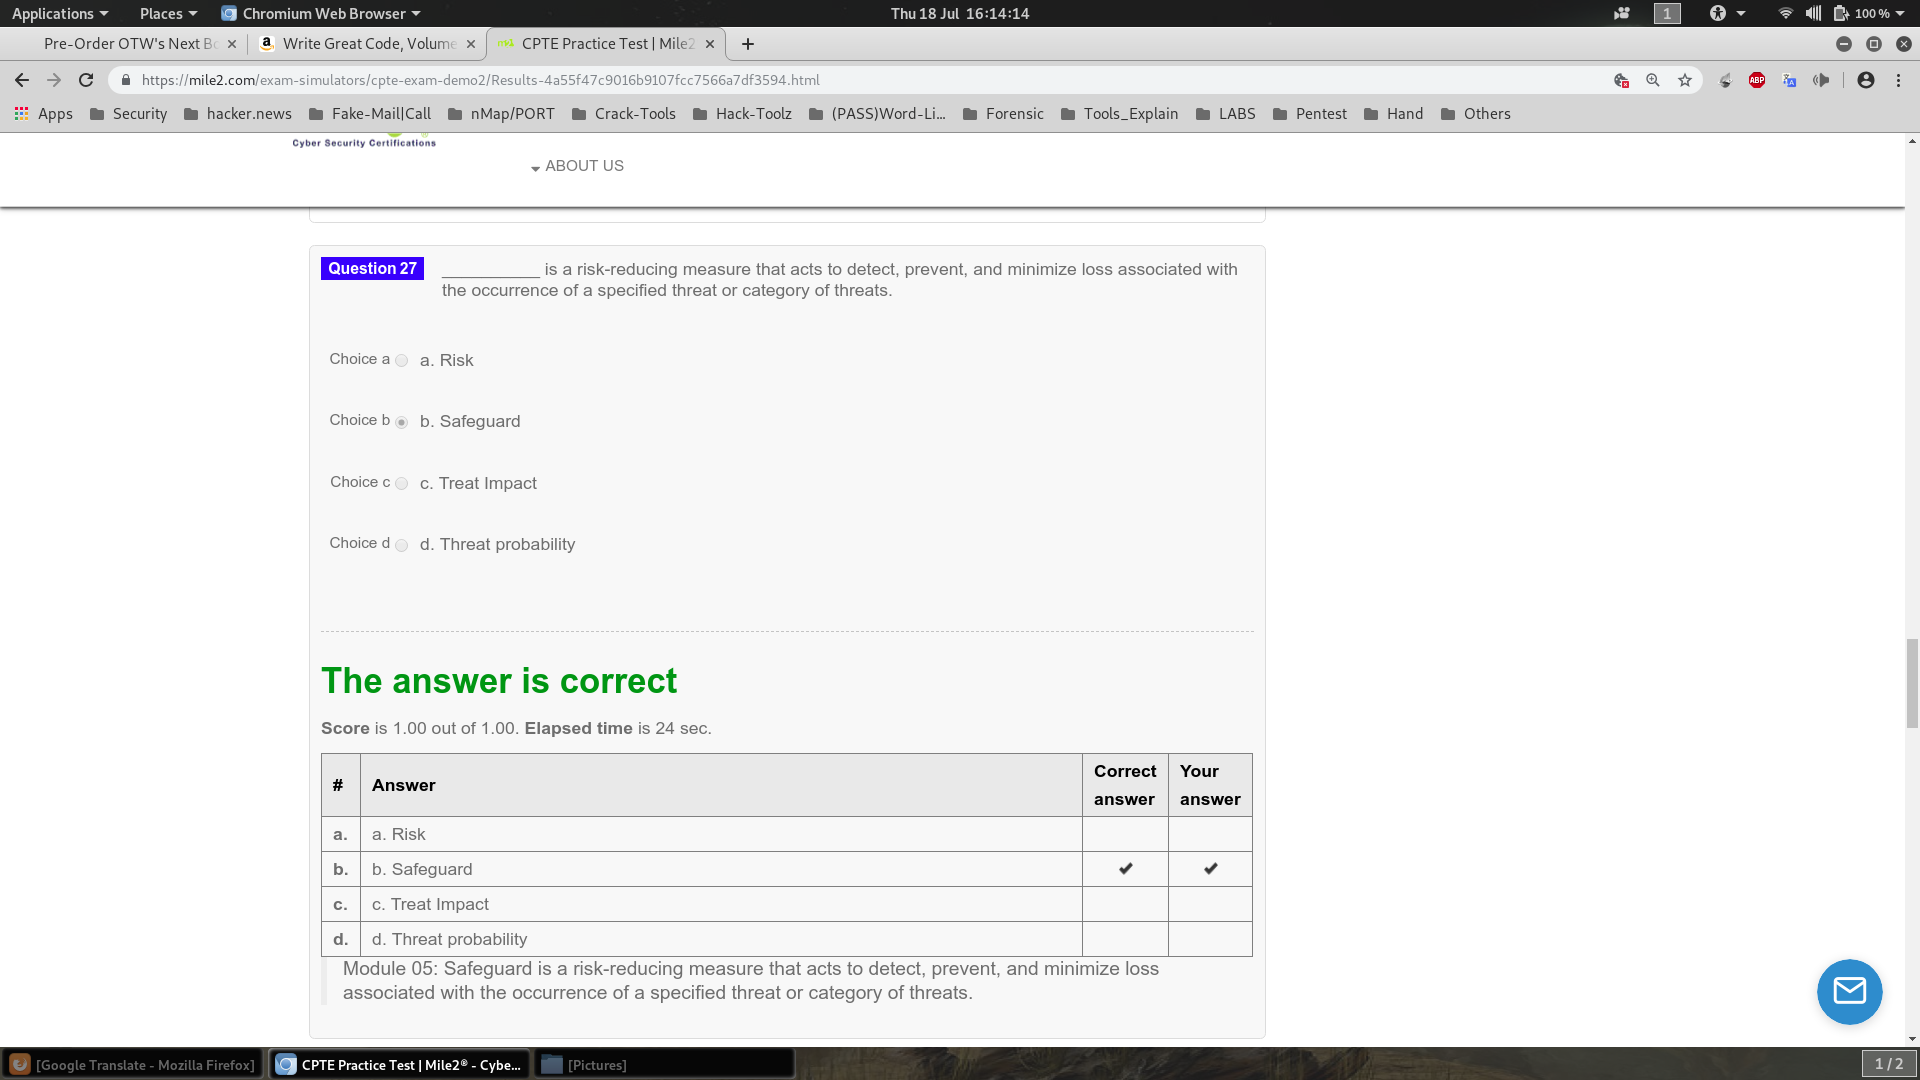 Applications Places Chromium Web Browser Thu 18 Jul 16:14:14 1 100 %
Pre-Order OTW's Next Bo Write Great Code, Volume CPTE Practice Test | Mile2
https://mile2.com/exam-simulators/cpte-exam-demo2/Results-4a55f47c9016b9107fcc7566a7df3594.html ABP
Apps Security hacker.news Fake-Mail|Call nMap/PORT Crack-Tools Hack-Toolz (PASS)Word-Li... Forensic Tools_Explain LABS Pentest Hand Others
Cyber Security Certifications
ABOUT US
Question 27 ___________ is a risk-reducing measure that acts to detect, prevent, and minimize loss associated with
the occurrence of a specified threat or category of threats.
Choice a a. Risk
Choice b b. Safeguard
Choice c c. Treat Impact
Choice d d. Threat probability
The answer is correct
Score is 1.00 out of 1.00. Elapsed time is 24 sec.
# Answer Correct answer Your answer
a. a. Risk
b. b. Safeguard ✔ ✔
c. c. Treat Impact
d. d. Threat probability
Module 05: Safeguard is a risk-reducing measure that acts to detect, prevent, and minimize loss
associated with the occurrence of a specified threat or category of threats.
[Google Translate - Mozilla Firefox] CPTE Practice Test | Mile2® - Cybe... [Pictures] 1 / 2